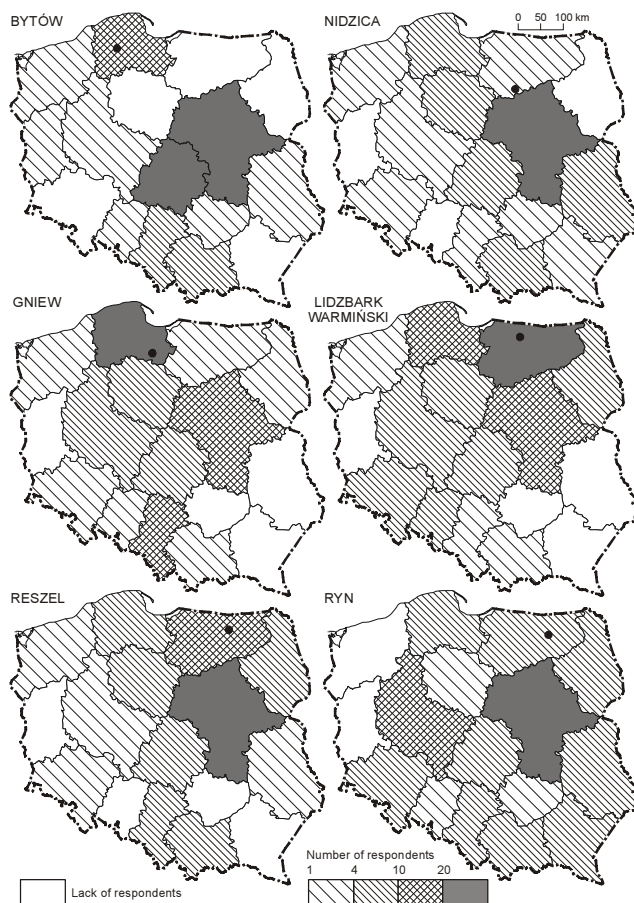 BYTÓW
NIDZICA
0 50 100 km
GNIEW
LIDZBARK
WARMIŃSKI
RESZEL
RYN
Number of respondents
1 4 10 20
Lack of respondents